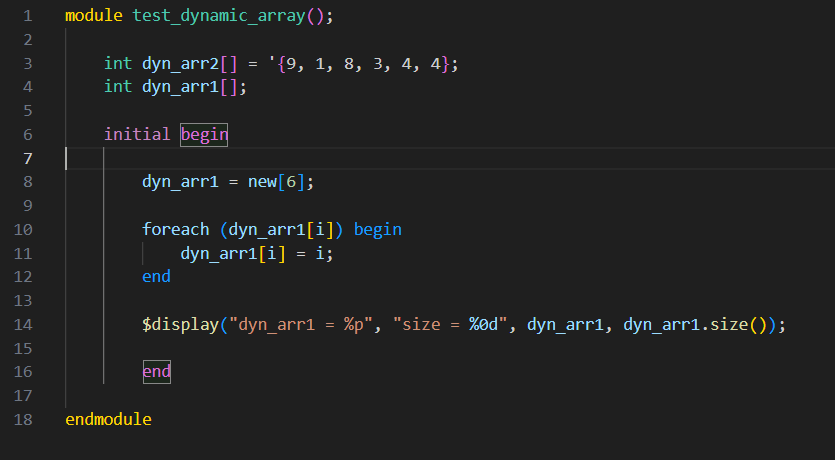 1 module test_dynamic_array();
2
3 int dyn_arr2[] = '{9, 1, 8, 3, 4, 4};
4 int dyn_arr1[];
5
6 initial begin
7
8 dyn_arr1 = new[6];
9
10 foreach (dyn_arr1[i]) begin
11 dyn_arr1[i] = i;
12 end
13
14 $display("dyn_arr1 = %p", "size = %0d", dyn_arr1, dyn_arr1.size());
15
16 end
17
18 endmodule